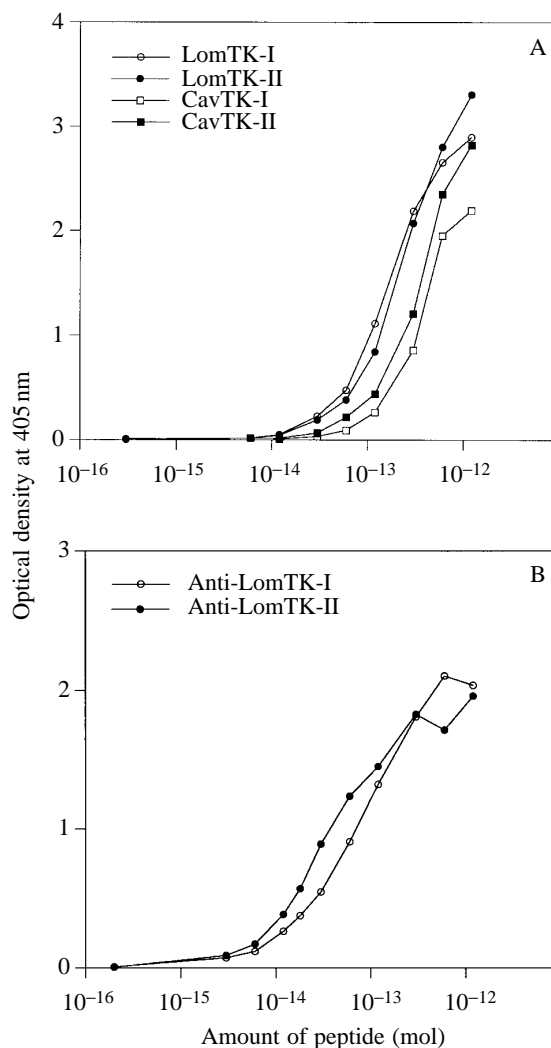 A
LomTK-I
LomTK-II
CavTK-I
CavTK-II
4
3
2
1
0
10⁻¹⁶ 10⁻¹⁵ 10⁻¹⁴ 10⁻¹³ 10⁻¹²
Optical density at 405 nm
B
Anti-LomTK-I
Anti-LomTK-II
3
2
1
0
10⁻¹⁶ 10⁻¹⁵ 10⁻¹⁴ 10⁻¹³ 10⁻¹²
Amount of peptide (mol)